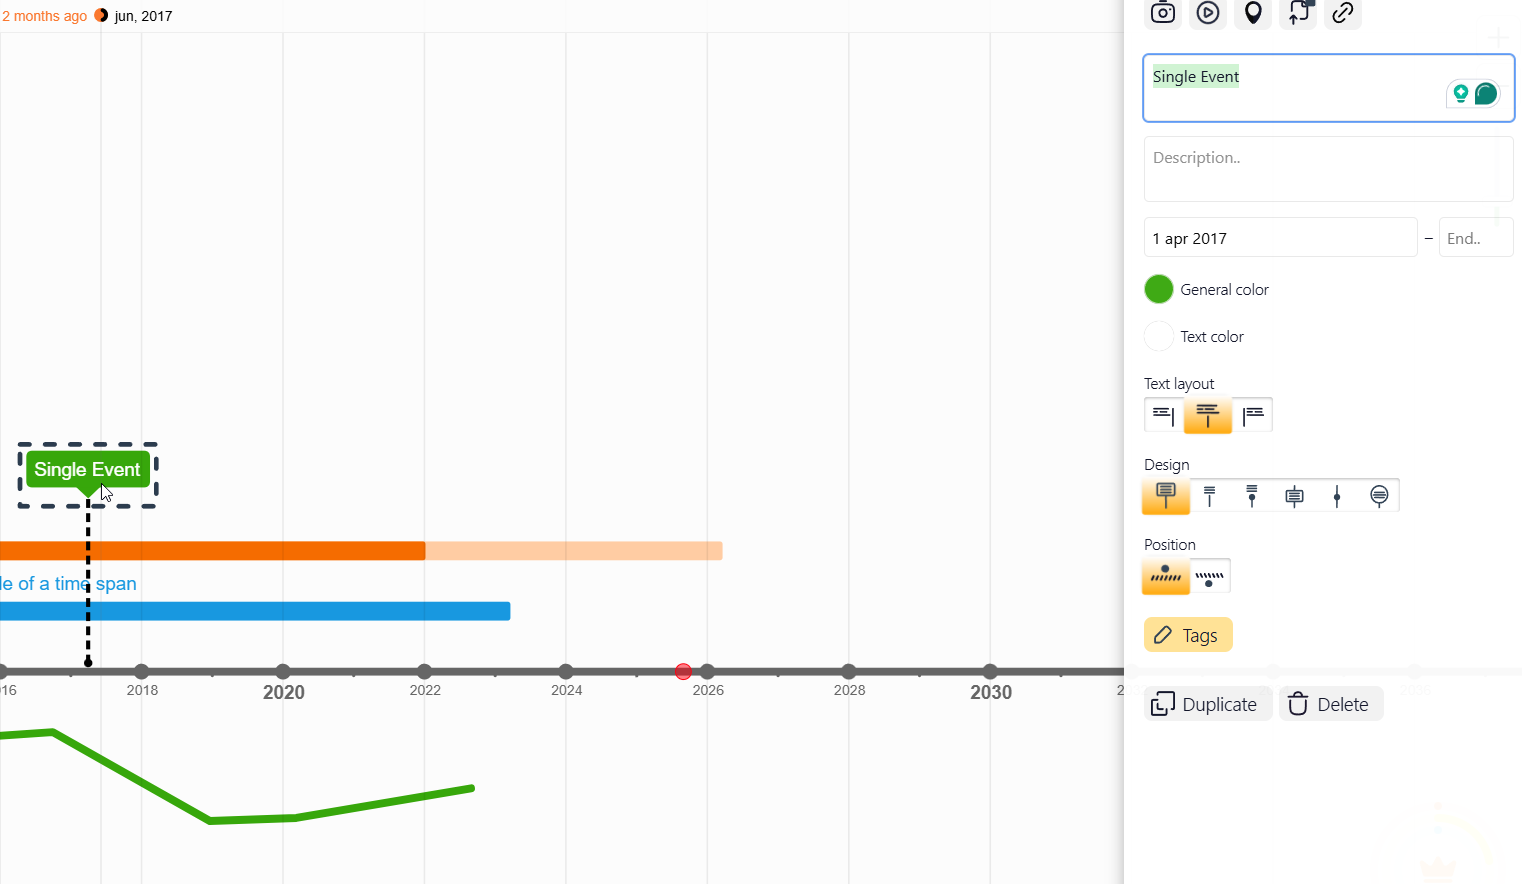 2 months ago jun, 2017
Single Event
Description..
1 apr 2017 – End..
General color
Text color
Text layout
Design
Single Event
Position
le of a time span
Tags
16 2018 2020 2022 2024 2026 2028 2030
Duplicate Delete